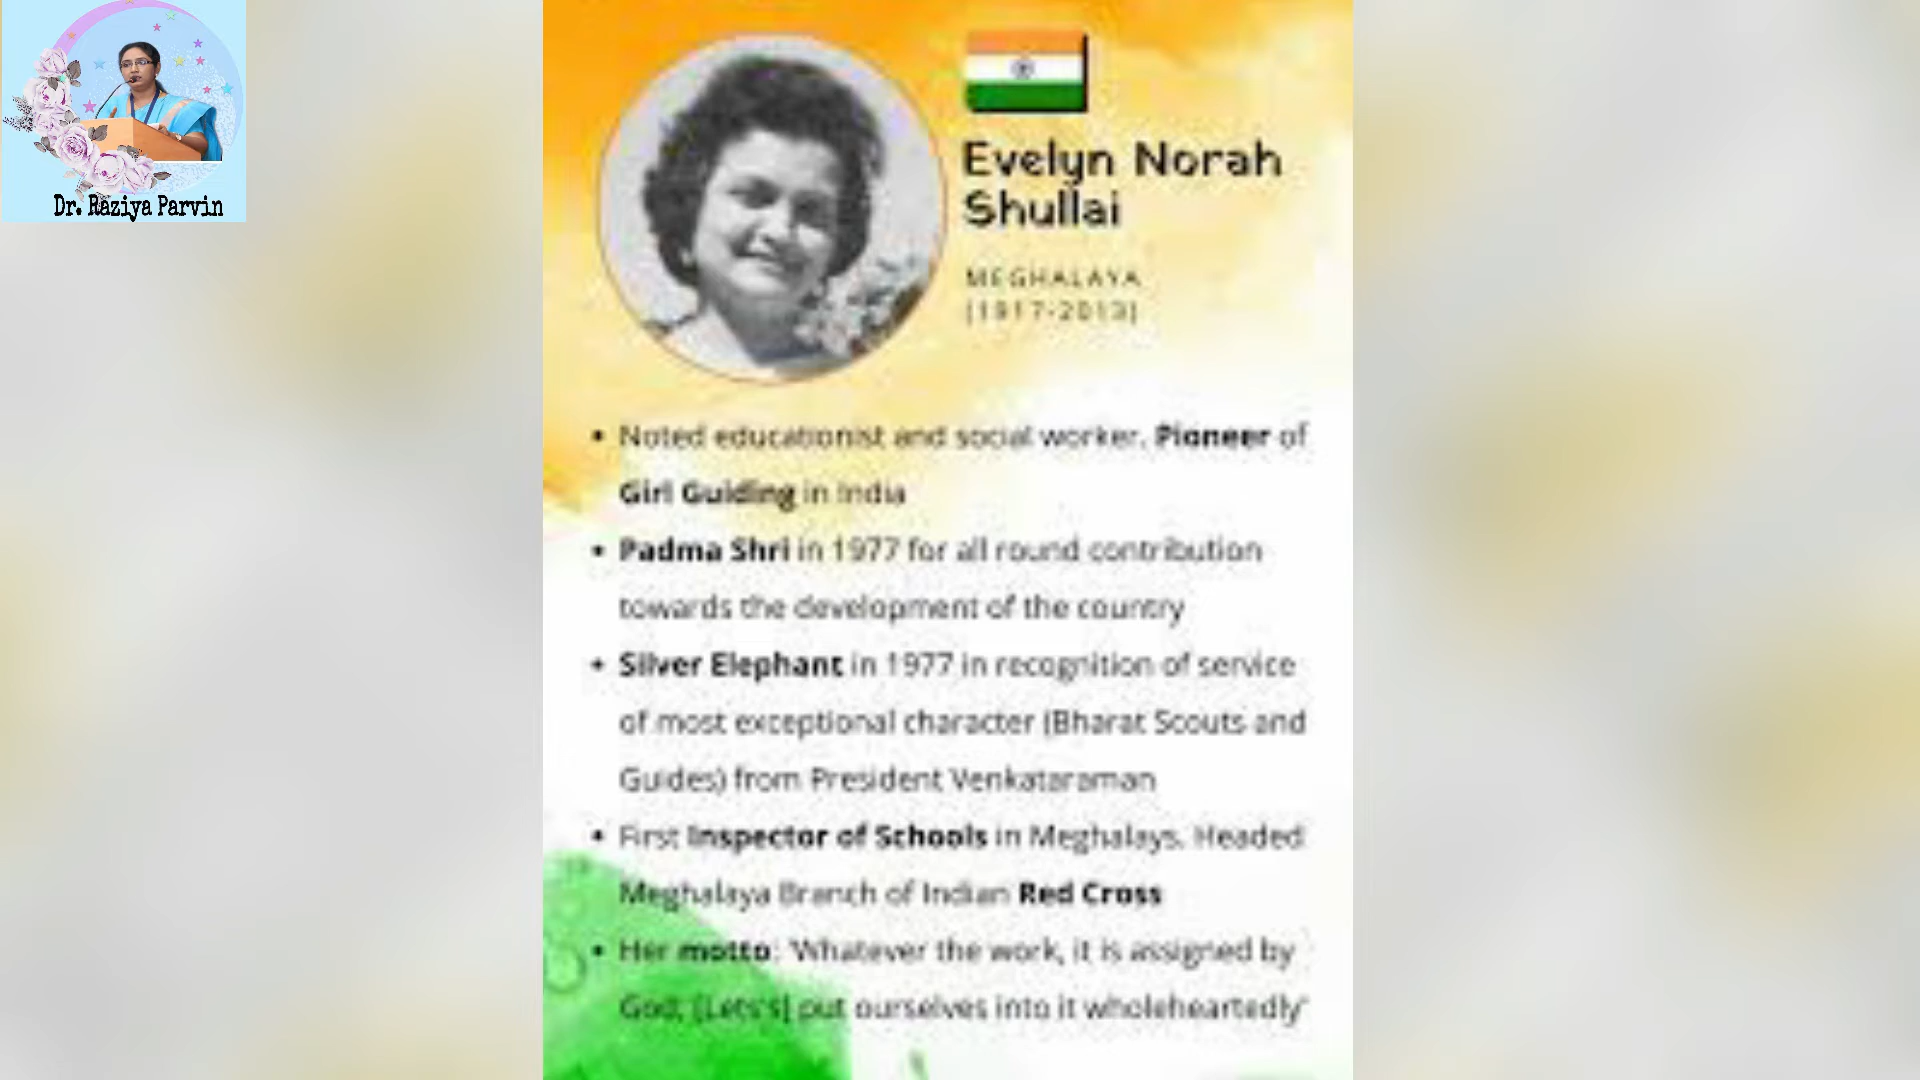 Dr. Raziya Parvin
Evelyn Norah
Shullai
MEGHALAYA
(1917-2013)
• Noted educationist and social worker. Pioneer of
Girl Guiding in India
• Padma Shri in 1977 for all round contribution
towards the development of the country
• Silver Elephant in 1977 in recognition of service
of most exceptional character (Bharat Scouts and
Guides) from President Venkataraman
• First Inspector of Schools in Meghalays. Headed
Meghalaya Branch of Indian Red Cross
• Her motto: 'Whatever the work, it is assigned by
God; [Lets's] put ourselves into it wholeheartedly'